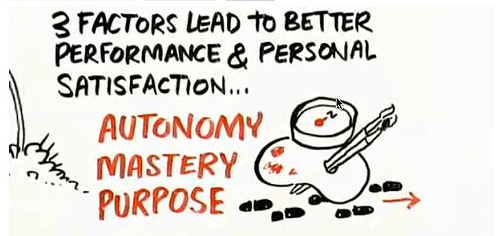 3 FACTORS LEAD TO BETTER
PERFORMANCE & PERSONAL
SATISFACTION...
AUTONOMY
MASTERY
PURPOSE